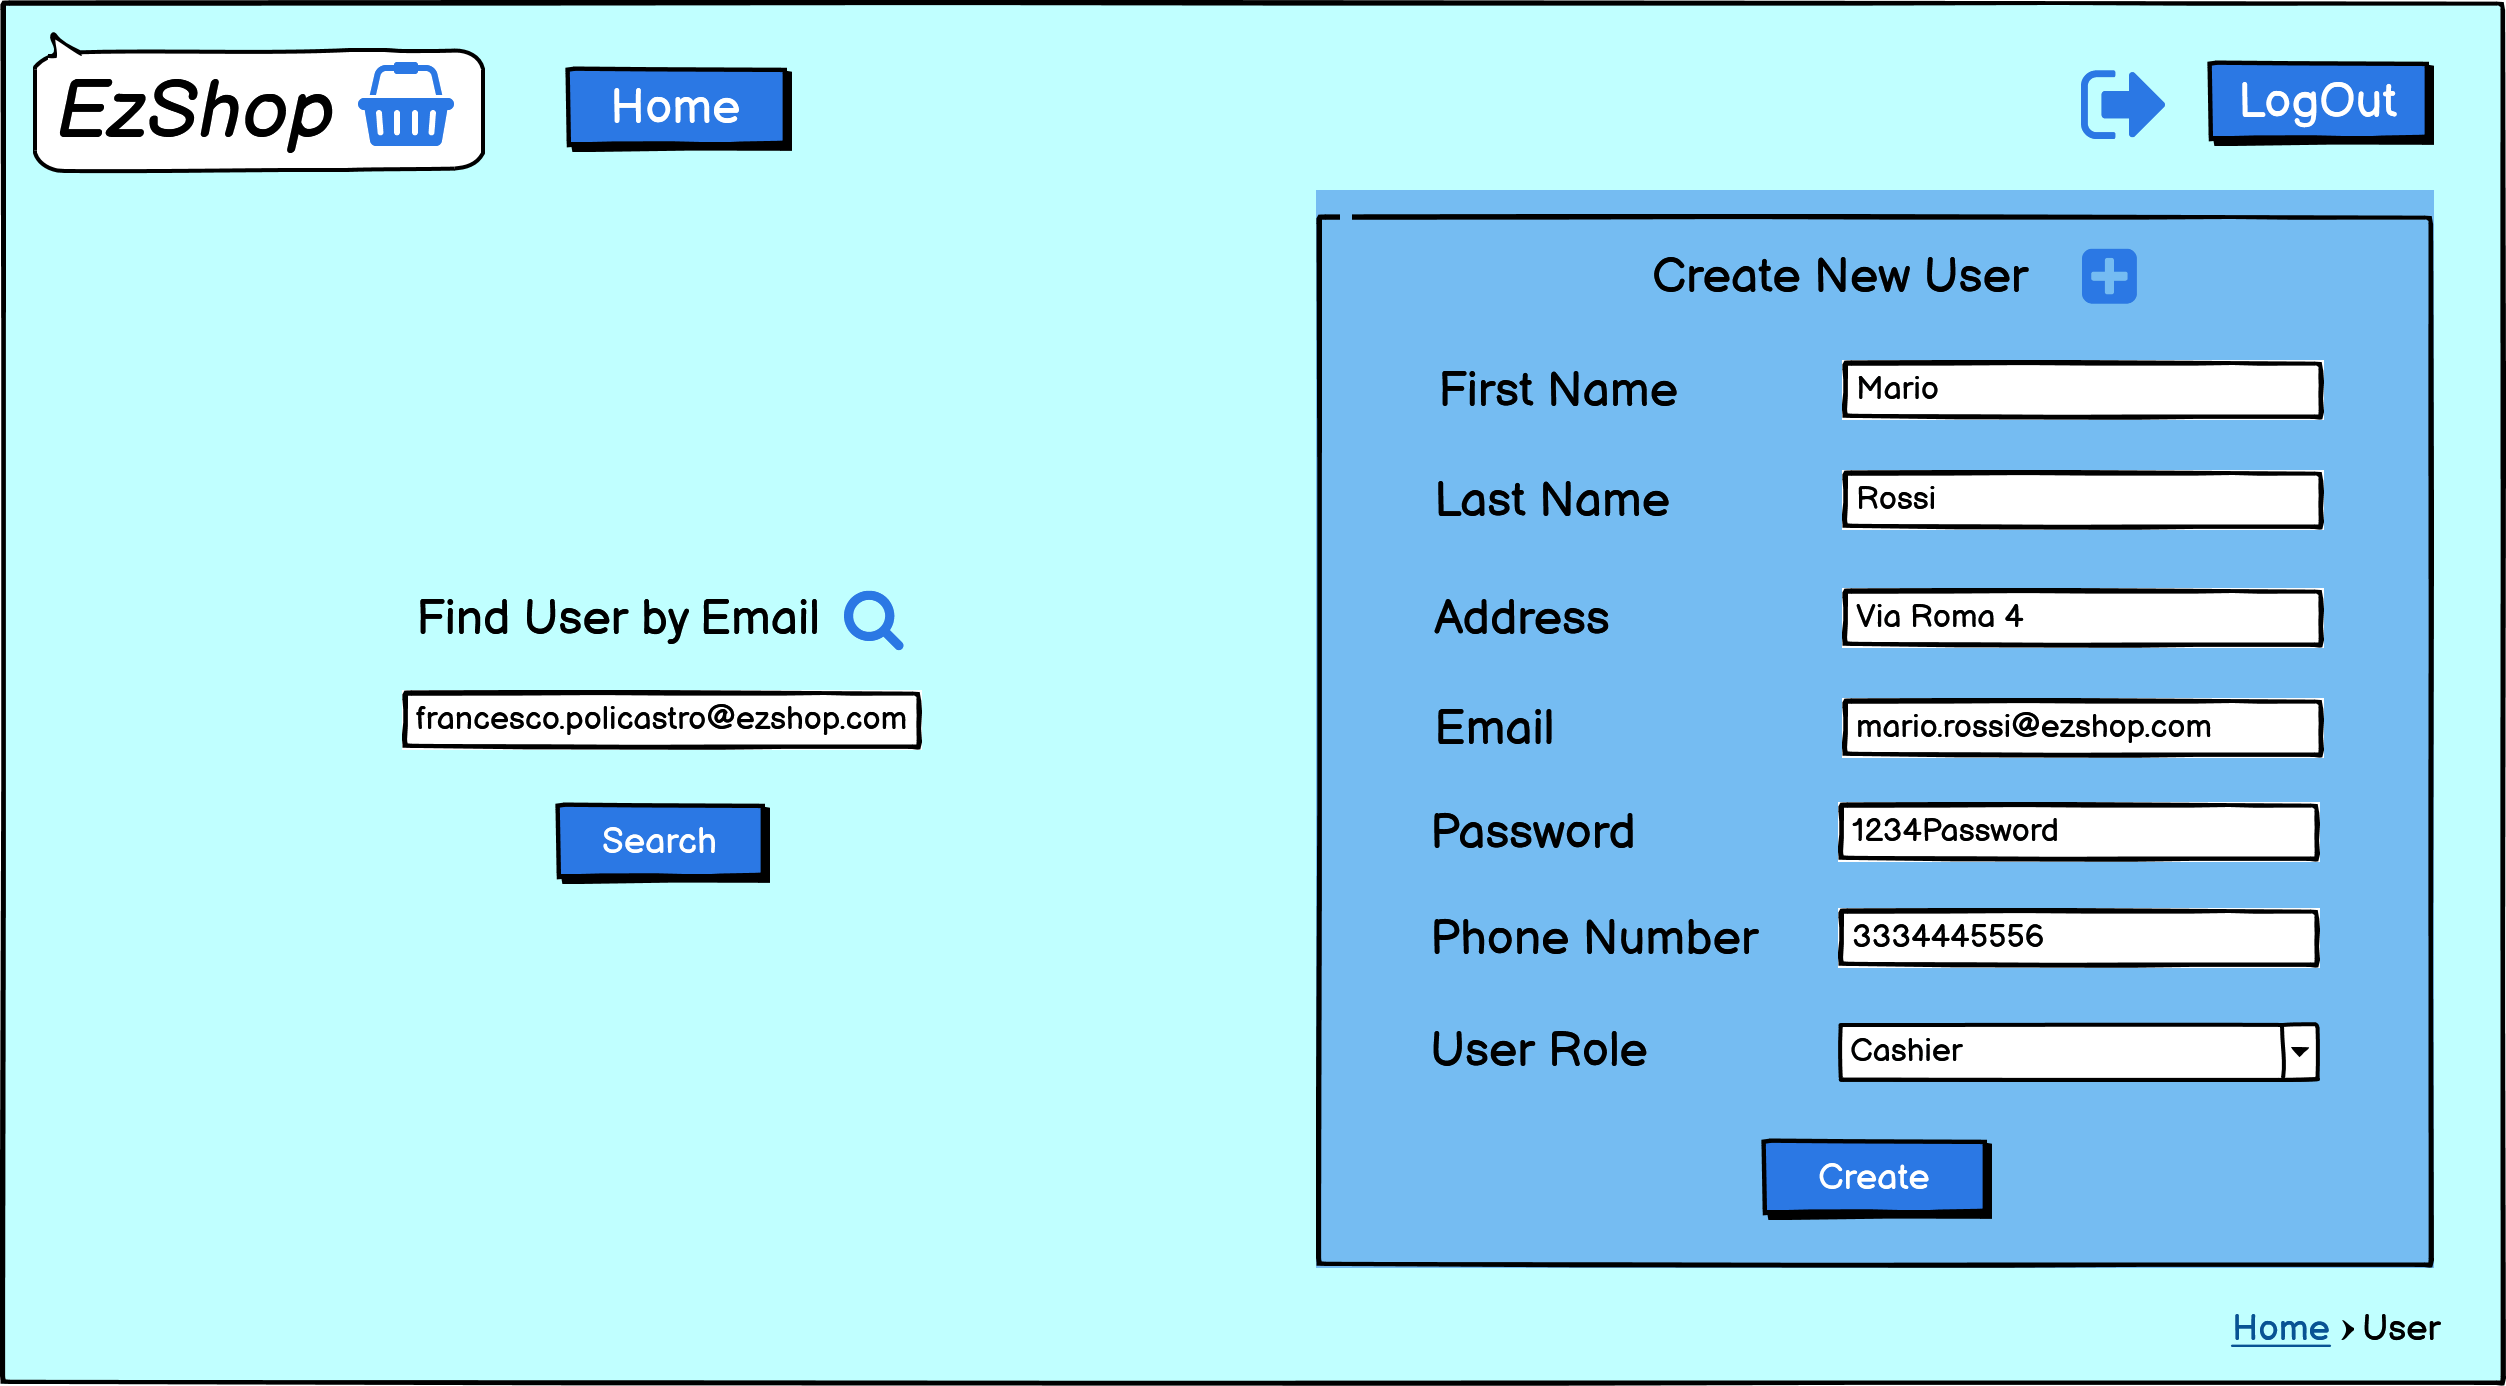 EzShop
Home
LogOut
Find User by Email
francesco.policastro@ezshop.com
Search
Create New User
First Name Mario
Last Name Rossi
Address Via Roma 4
Email mario.rossi@ezshop.com
Password 1234Password
Phone Number 3334445556
User Role Cashier
Create
Home > User